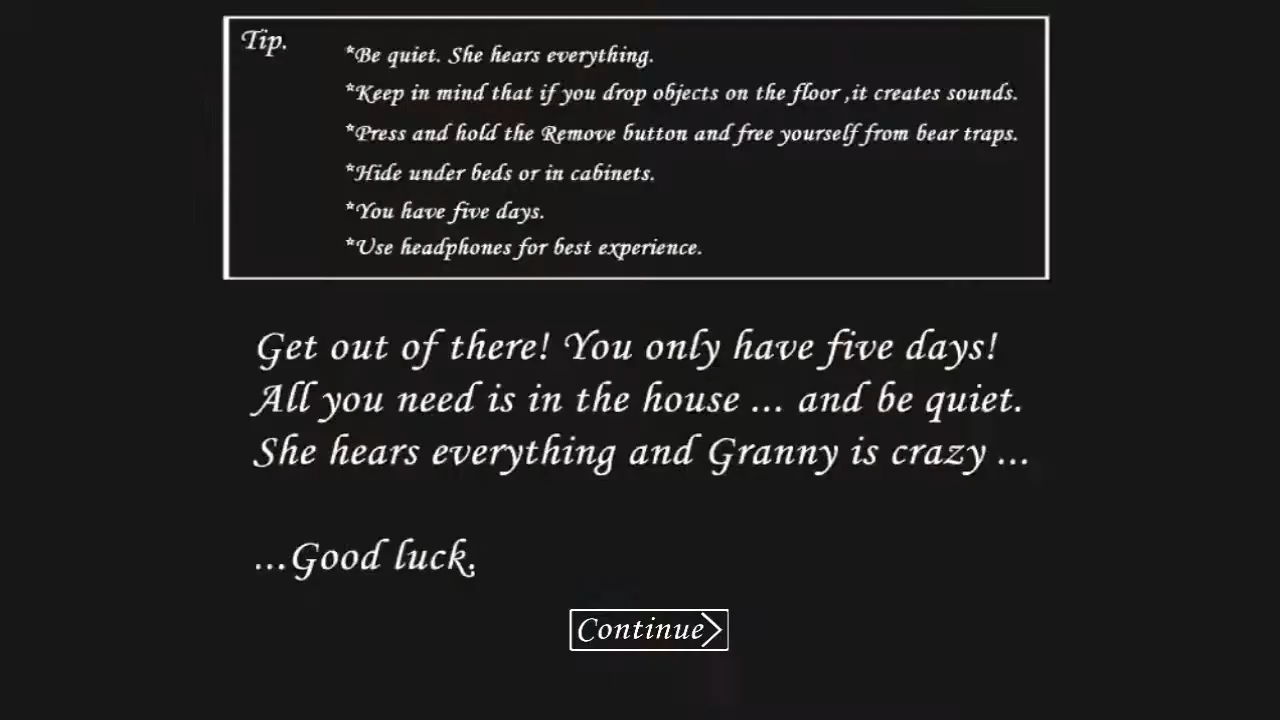 Tip.
*Be quiet. She hears everything.
*Keep in mind that if you drop objects on the floor ,it creates sounds.
*Press and hold the Remove button and free yourself from bear traps.
*Hide under beds or in cabinets.
*You have five days.
*Use headphones for best experience.
Get out of there! You only have five days!
All you need is in the house ... and be quiet.
She hears everything and Granny is crazy ...
...Good luck.
Continue